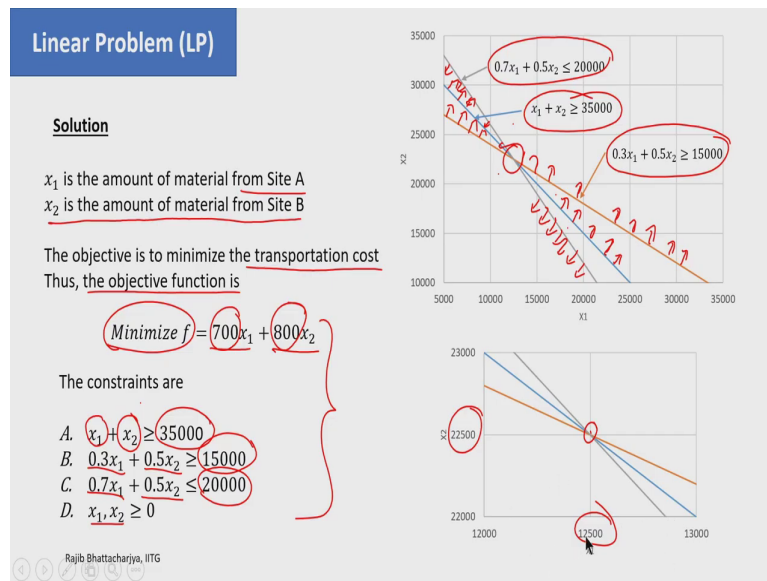 Linear Problem (LP)
Solution
x₁ is the amount of material from Site A
x₂ is the amount of material from Site B
The objective is to minimize the transportation cost
Thus, the objective function is
Minimize f = 700x₁ + 800x₂
The constraints are
A. x₁ + x₂ ≥ 35000
B. 0.3x₁ + 0.5x₂ ≥ 15000
C. 0.7x₁ + 0.5x₂ ≤ 20000
D. x₁, x₂ ≥ 0
Rajib Bhattacharjya, IITG
35000
30000
25000
20000
15000
10000
X2
0.7x₁ + 0.5x₂ ≤ 20000
x₁ + x₂ ≥ 35000
0.3x₁ + 0.5x₂ ≥ 15000
5000 10000 15000 20000 25000 30000 35000
X1
23000
22500
22000
X2
12000 12500 13000